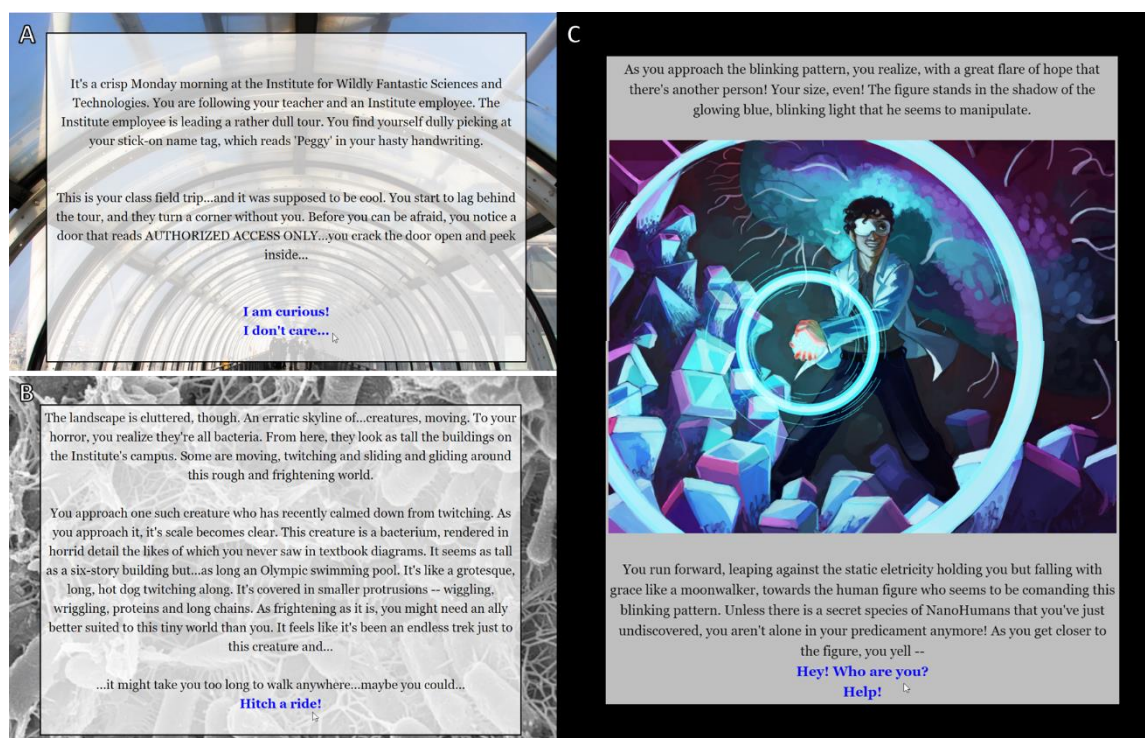 A
It's a crisp Monday morning at the Institute for Wildly Fantastic Sciences and
Technologies. You are following your teacher and an Institute employee. The
Institute employee is leading a rather dull tour. You find yourself dully picking at
your stick-on name tag, which reads 'Peggy' in your hasty handwriting.
This is your class field trip...and it was supposed to be cool. You start to lag behind
the tour, and they turn a corner without you. Before you can be afraid, you notice a
door that reads AUTHORIZED ACCESS ONLY...you crack the door open and peek
inside...
I am curious!
I don't care...
B
The landscape is cluttered, though. An erratic skyline of...creatures, moving. To your
horror, you realize they're all bacteria. From here, they look as tall the buildings on
the Institute's campus. Some are moving, twitching and sliding and gliding around
this rough and frightening world.
You approach one such creature who has recently calmed down from twitching. As
you approach it, it's scale becomes clear. This creature is a bacterium, rendered in
horrid detail the likes of which you never saw in textbook diagrams. It seems as tall
as a six-story building but...as long an Olympic swimming pool. It's like a grotesque,
long, hot dog twitching along. It's covered in smaller protrusions -- wiggling,
wriggling, proteins and long chains. As frightening as it is, you might need an ally
better suited to this tiny world than you. It feels like it's been an endless trek just to
this creature and...
...it might take you too long to walk anywhere...maybe you could...
Hitch a ride!
C
As you approach the blinking pattern, you realize, with a great flare of hope that
there's another person! Your size, even! The figure stands in the shadow of the
glowing blue, blinking light that he seems to manipulate.
You run forward, leaping against the static eletricity holding you but falling with
grace like a moonwalker, towards the human figure who seems to be comanding this
blinking pattern. Unless there is a secret species of NanoHumans that you've just
undiscovered, you aren't alone in your predicament anymore! As you get closer to
the figure, you yell --
Hey! Who are you?
Help!